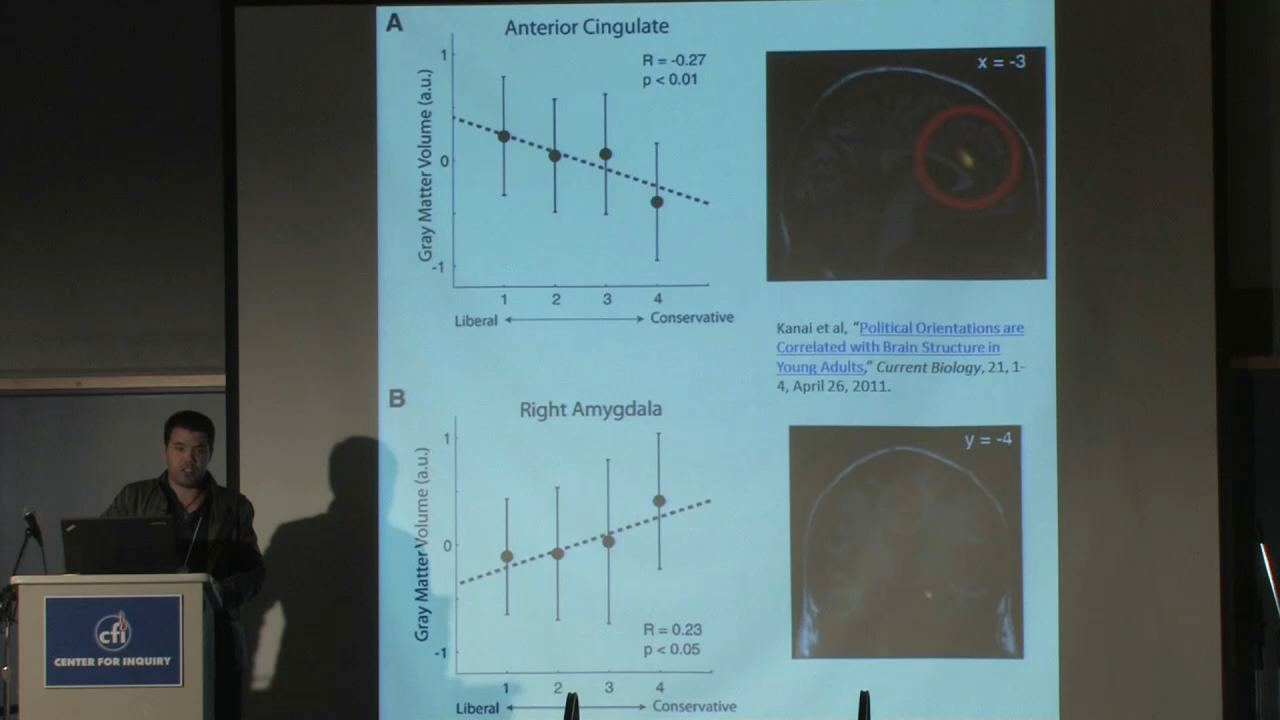 A
Anterior Cingulate
R = -0.27
p < 0.01
Gray Matter Volume (a.u.)
1
0
-1
1 2 3 4
Liberal Conservative
x = -3
Kanai et al, “Political Orientations are
Correlated with Brain Structure in
Young Adults,” Current Biology, 21, 1-
4, April 26, 2011.
B
Right Amygdala
Gray Matter Volume (a.u.)
1
0
-1
R = 0.23
p < 0.05
1 2 3 4
Liberal Conservative
y = -4
cfi
CENTER FOR INQUIRY